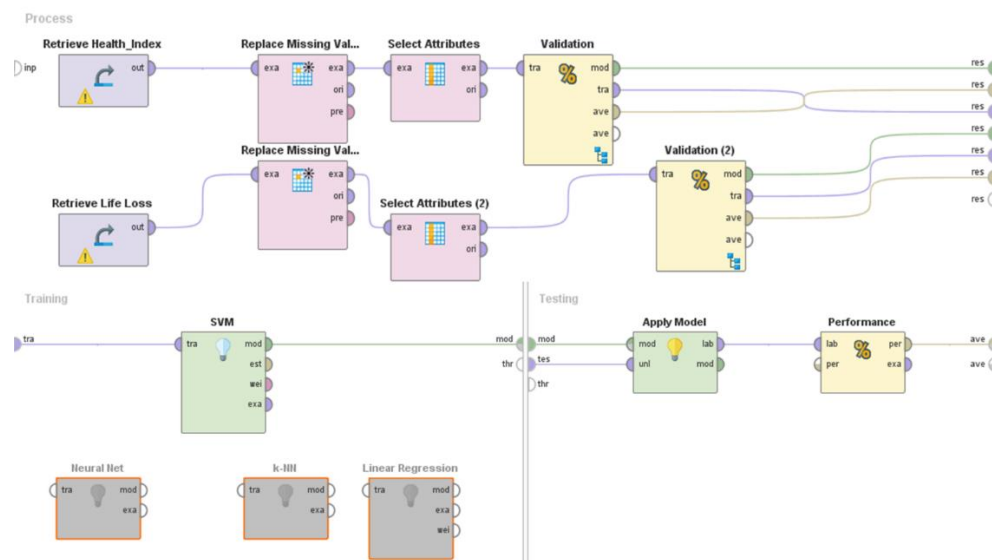 Process
Retrieve Health_Index
Replace Missing Val...
Select Attributes
Validation
inp
out
exa
exa
ori
pre
exa
exa
ori
tra
mod
tra
ave
ave
res
res
res
res
res
res
res
Retrieve Life Loss
Replace Missing Val...
Select Attributes (2)
Validation (2)
out
exa
exa
ori
pre
exa
exa
ori
tra
mod
tra
ave
ave
Training
tra
SVM
tra
mod
est
wei
exa
mod
thr
Neural Net
tra
mod
exa
k-NN
tra
mod
exa
Linear Regression
tra
mod
exa
wei
Testing
mod
tes
thr
Apply Model
mod
unl
lab
mod
Performance
lab
per
per
exa
ave
ave